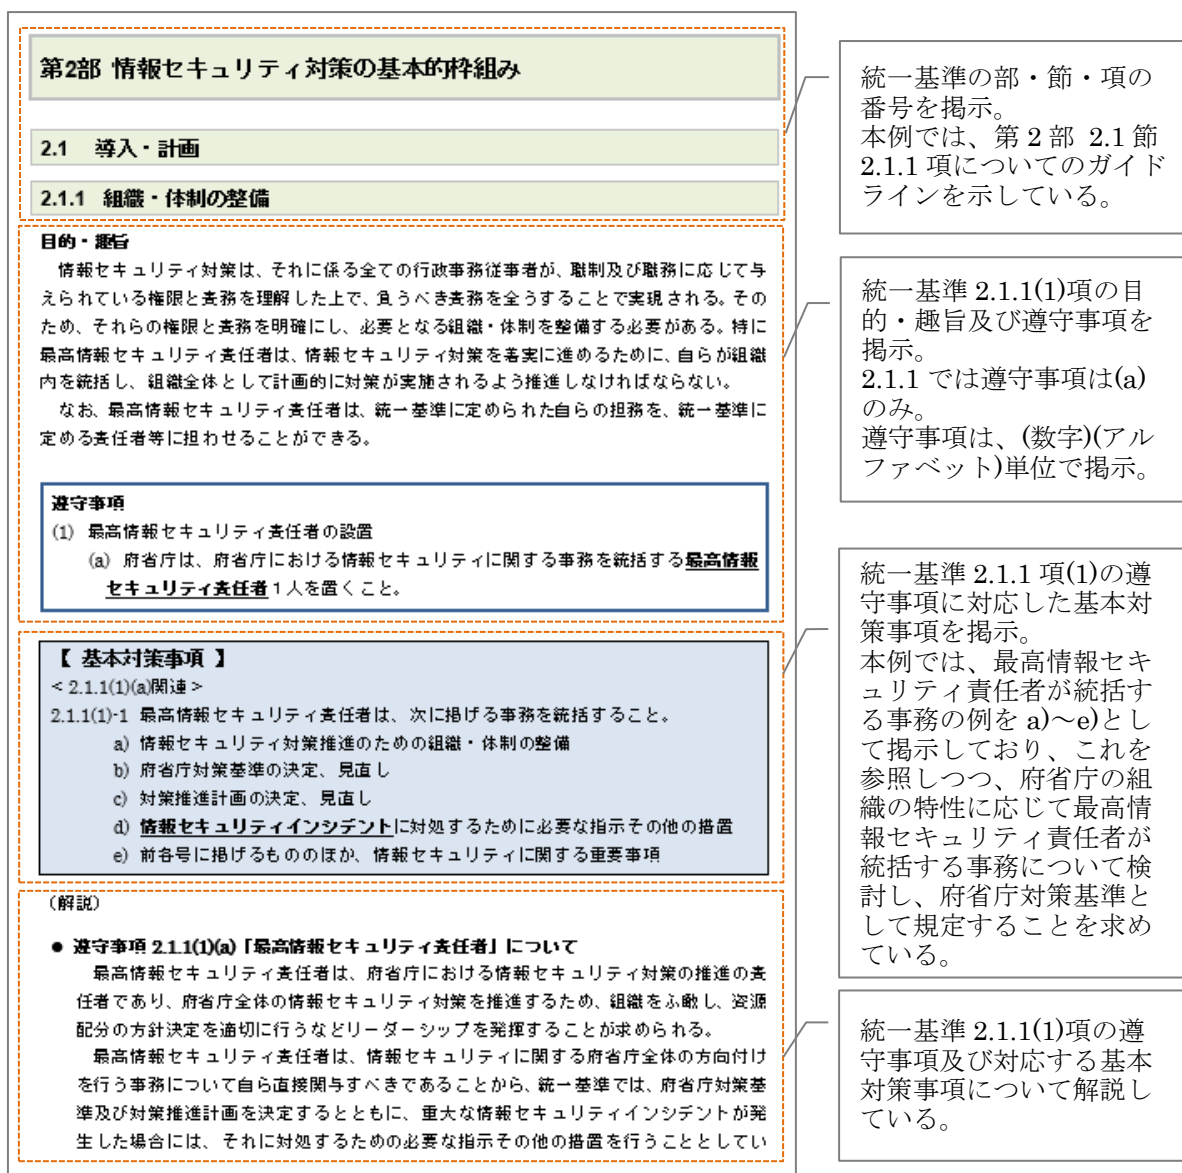 第2部 情報セキュリティ対策の基本的枠組み
2.1 導入・計画
2.1.1 組織・体制の整備
目的・趣旨
情報セキュリティ対策は、それに係る全ての行政事務従事者が、職制及び職務に応じて与
えられている権限と責務を理解した上で、負うべき責務を全うすることで実現される。その
ため、それらの権限と責務を明確にし、必要となる組織・体制を整備する必要がある。特に
最高情報セキュリティ責任者は、情報セキュリティ対策を着実に進めるために、自らが組織
内を統括し、組織全体として計画的に対策が実施されるよう推進しなければならない。
なお、最高情報セキュリティ責任者は、統一基準に定められた自らの担務を、統一基準に
定める責任者等に担わせることができる。
遵守事項
(1) 最高情報セキュリティ責任者の設置
(a) 府省庁は、府省庁における情報セキュリティに関する事務を統括する最高情報
セキュリティ責任者1人を置くこと。
【 基本対策事項 】
< 2.1.1(1)(a)関連 >
2.1.1(1)-1 最高情報セキュリティ責任者は、次に掲げる事務を統括すること。
a) 情報セキュリティ対策推進のための組織・体制の整備
b) 府省庁対策基準の決定、見直し
c) 対策推進計画の決定、見直し
d) 情報セキュリティインシデントに対処するために必要な指示その他の措置
e) 前各号に掲げるもののほか、情報セキュリティに関する重要事項
（解説）
● 遵守事項 2.1.1(1)(a)「最高情報セキュリティ責任者」について
最高情報セキュリティ責任者は、府省庁における情報セキュリティ対策の推進の責
任者であり、府省庁全体の情報セキュリティ対策を推進するため、組織をふ瞰し、資源
配分の方針決定を適切に行うなどリーダーシップを発揮することが求められる。
最高情報セキュリティ責任者は、情報セキュリティに関する府省庁全体の方向付け
を行う事務について自ら直接関与すべきであることから、統一基準では、府省庁対策基
準及び対策推進計画を決定するとともに、重大な情報セキュリティインシデントが発
生した場合には、それに対処するための必要な指示その他の措置を行うこととしてい
統一基準の部・節・項の
番号を掲示。
本例では、第 2 部 2.1 節
2.1.1 項についてのガイド
ラインを示している。
統一基準 2.1.1(1)項の目
的・趣旨及び遵守事項を
掲示。
2.1.1 では遵守事項は(a)
のみ。
遵守事項は、(数字)(アル
ファベット)単位で掲示。
統一基準 2.1.1 項(1)の遵
守事項に対応した基本対
策事項を掲示。
本例では、最高情報セキ
ュリティ責任者が統括す
る事務の例を a)～e)とし
て掲示しており、これを
参照しつつ、府省庁の組
織の特性に応じて最高情
報セキュリティ責任者が
統括する事務について検
討し、府省庁対策基準と
して規定することを求め
ている。
統一基準 2.1.1(1)項の遵
守事項及び対応する基本
対策事項について解説し
ている。